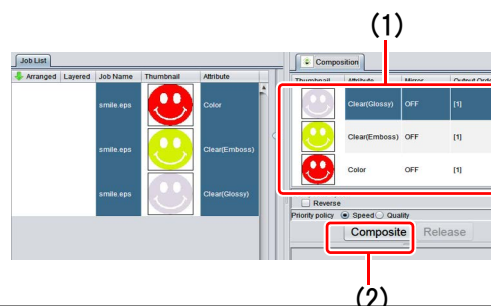 (1)
Job List
Composition
Arranged Layered Job Name Thumbnail Attribute
Thumbnail Attribute Mirror Output Orde
smile.eps Color
Clear(Glossy) OFF [1]
smile.eps Clear(Emboss)
Clear(Emboss) OFF [1]
smile.eps Clear(Glossy)
Color OFF [1]
Reverse
Priority policy Speed Quality
Composite Release
(2)